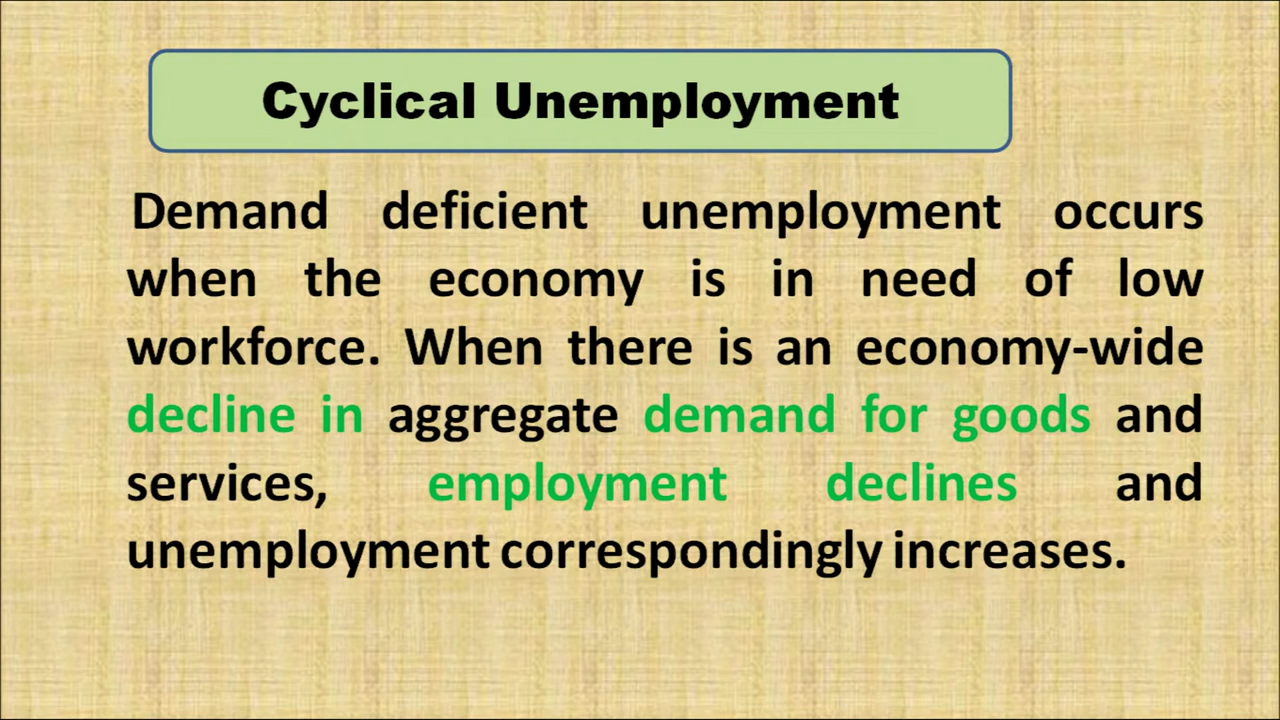 Cyclical Unemployment
Demand deficient unemployment occurs
when the economy is in need of low
workforce. When there is an economy-wide
decline in aggregate demand for goods and
services, employment declines and
unemployment correspondingly increases.